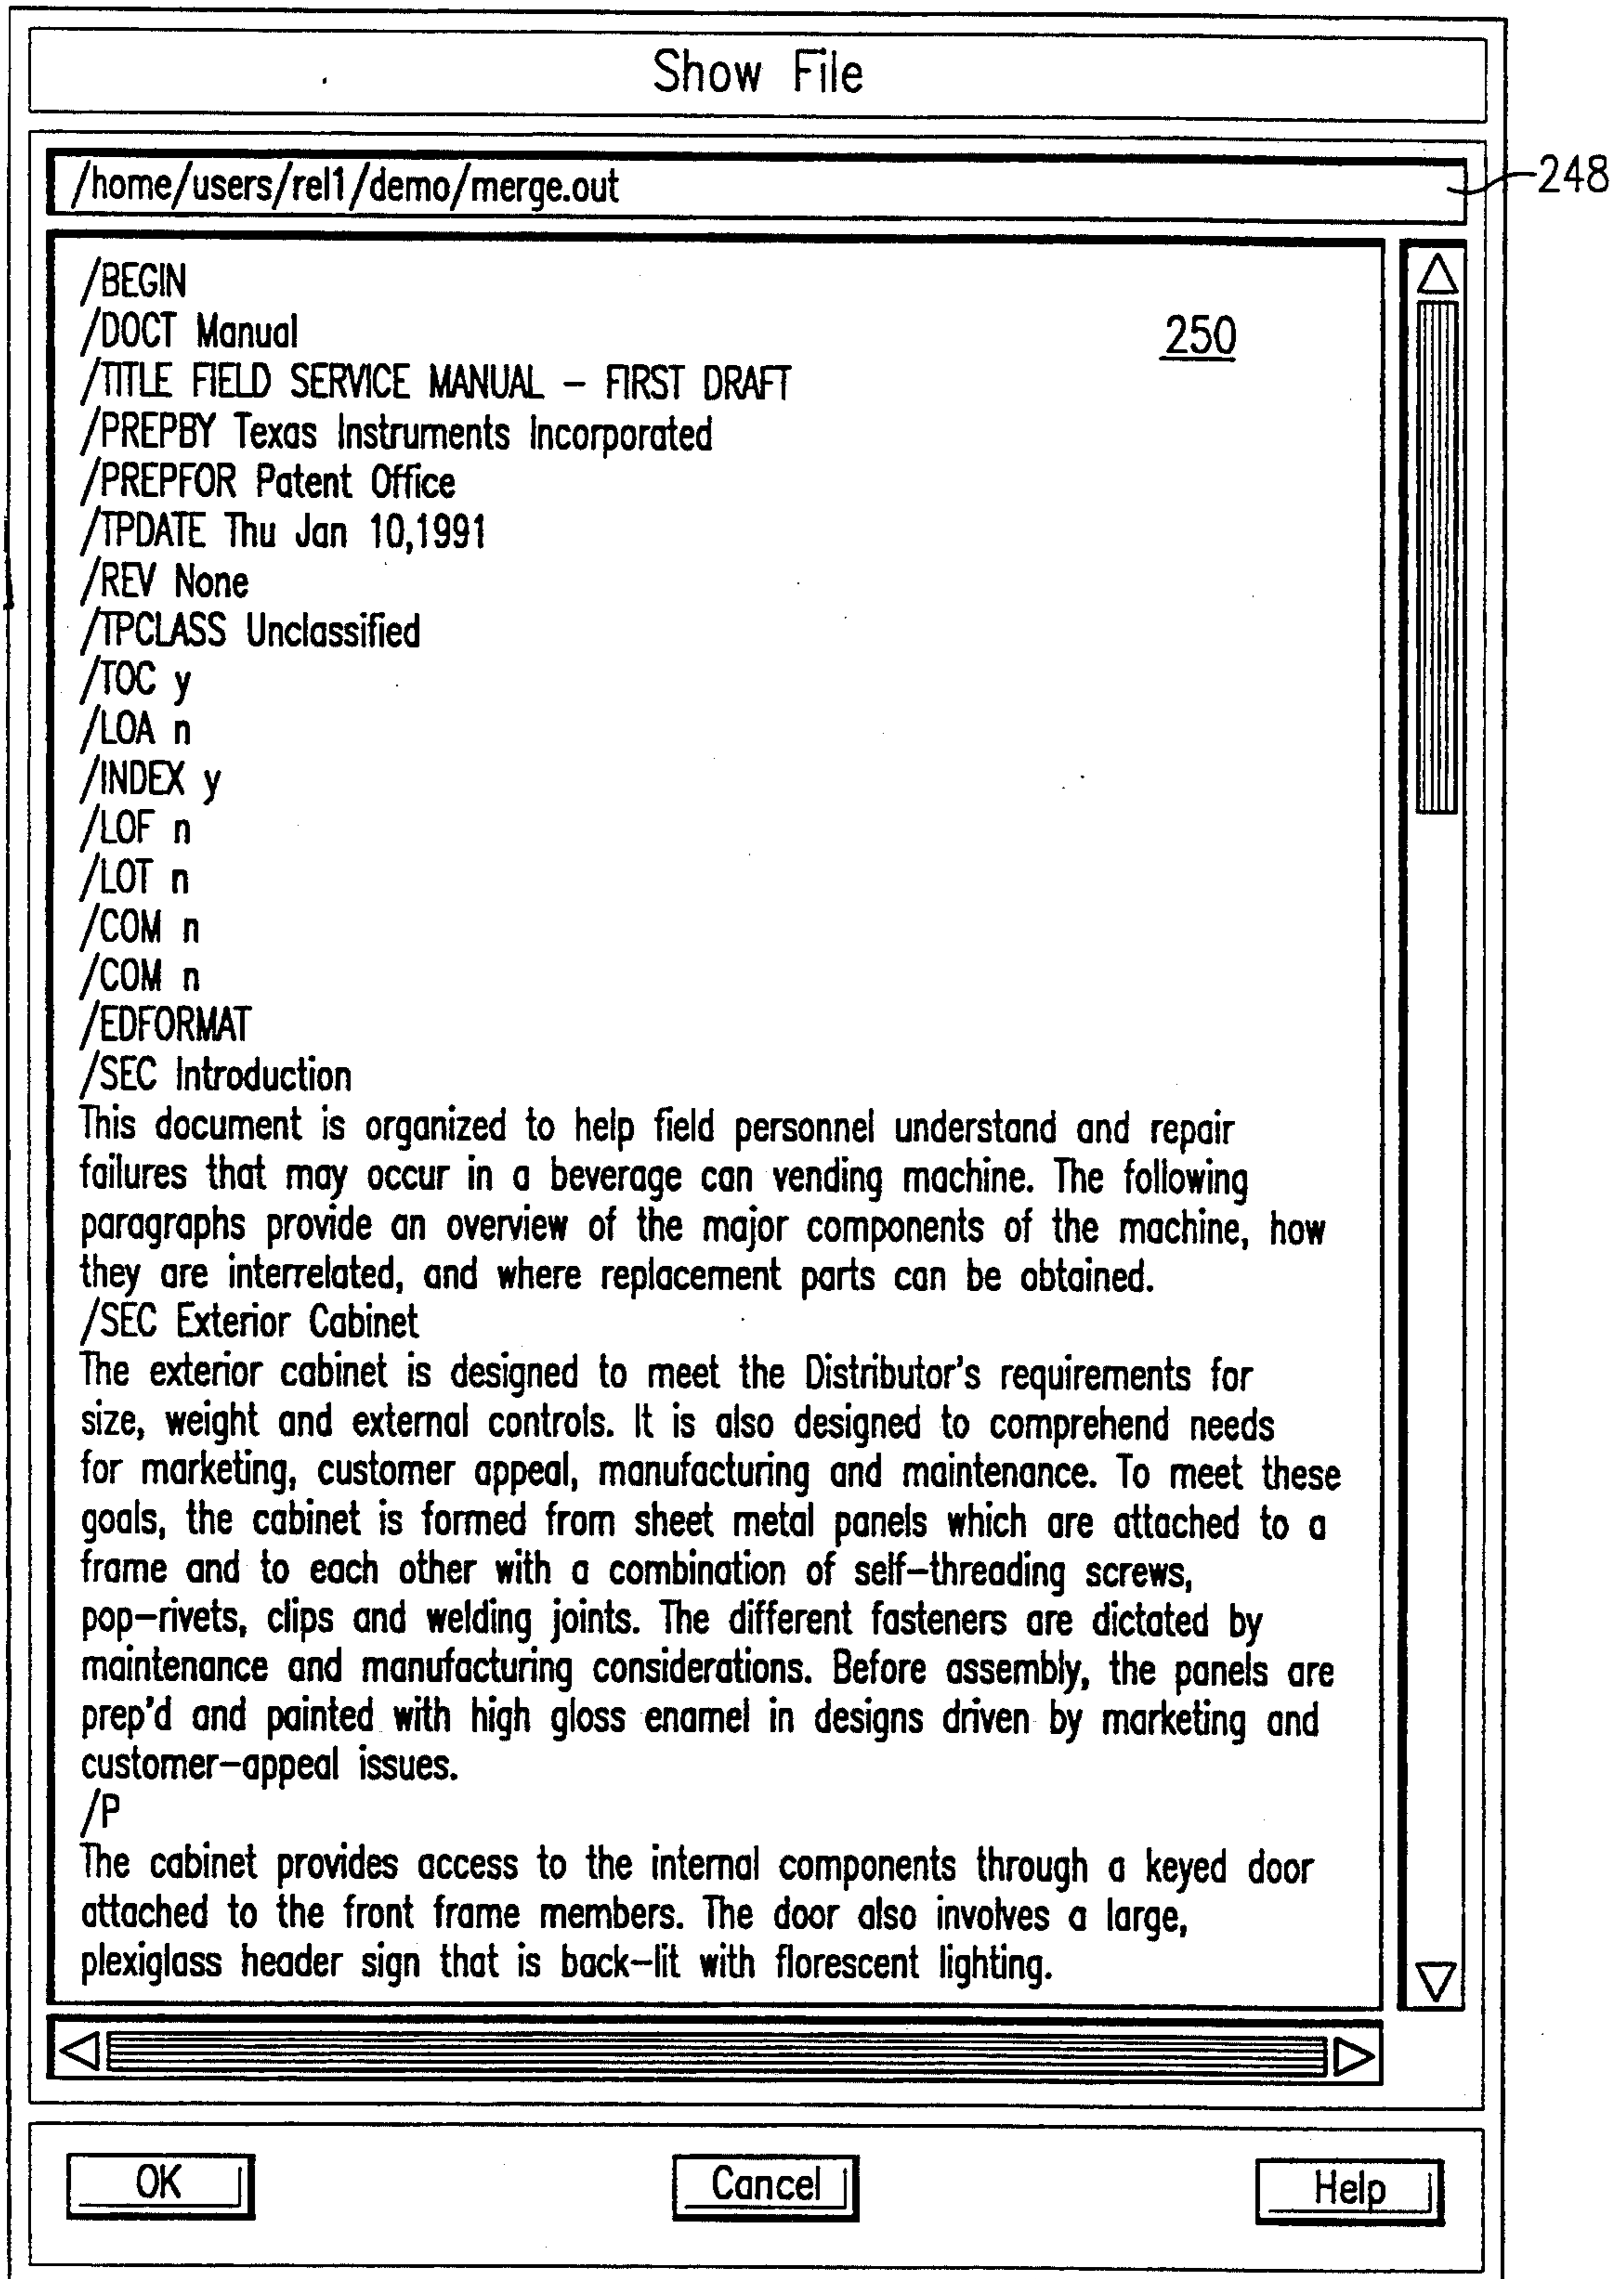 Show File
/home/users/rel1/demo/merge.out
248
/BEGIN
/DOCT Manual
250
/TITLE FIELD SERVICE MANUAL – FIRST DRAFT
/PREPBY Texas Instruments Incorporated
/PREPFOR Patent Office
/TPDATE Thu Jan 10,1991
/REV None
/TPCLASS Unclassified
/TOC y
/LOA n
/INDEX y
/LOF n
/LOT n
/COM n
/COM n
/EDFORMAT
/SEC Introduction
This document is organized to help field personnel understand and repair
failures that may occur in a beverage can vending machine. The following
paragraphs provide an overview of the major components of the machine, how
they are interrelated, and where replacement parts can be obtained.
/SEC Exterior Cabinet
The exterior cabinet is designed to meet the Distributor's requirements for
size, weight and external controls. It is also designed to comprehend needs
for marketing, customer appeal, manufacturing and maintenance. To meet these
goals, the cabinet is formed from sheet metal panels which are attached to a
frame and to each other with a combination of self–threading screws,
pop–rivets, clips and welding joints. The different fasteners are dictated by
maintenance and manufacturing considerations. Before assembly, the panels are
prep'd and painted with high gloss enamel in designs driven by marketing and
customer–appeal issues.
/P
The cabinet provides access to the internal components through a keyed door
attached to the front frame members. The door also involves a large,
plexiglass header sign that is back–lit with florescent lighting.
OK
Cancel
Help